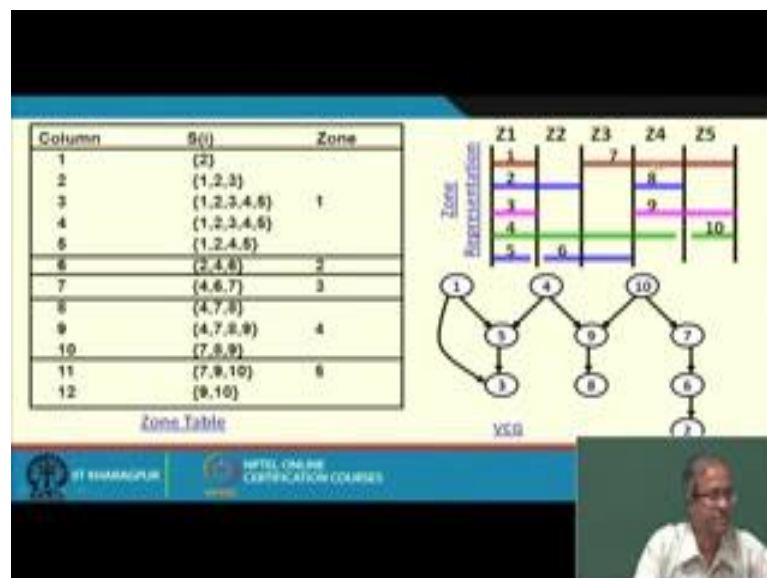 Column S(i) Zone
1 {2}
2 {1,2,3}
3 {1,2,3,4,5} 1
4 {1,2,3,4,5}
5 {1,2,4,5}
6 {2,4,6} 2
7 {4,6,7} 3
8 {4,7,8}
9 {4,7,8,9} 4
10 {7,8,9}
11 {7,9,10} 5
12 {9,10}
Zone Table
Z1 Z2 Z3 Z4 Z5
Zone
Representation
1 7
2 8
3 9
4 10
5 6
1 4 10
5 9 7
3 8 6
2
VCG
IIT KHARAGPUR
NPTEL ONLINE
CERTIFICATION COURSES